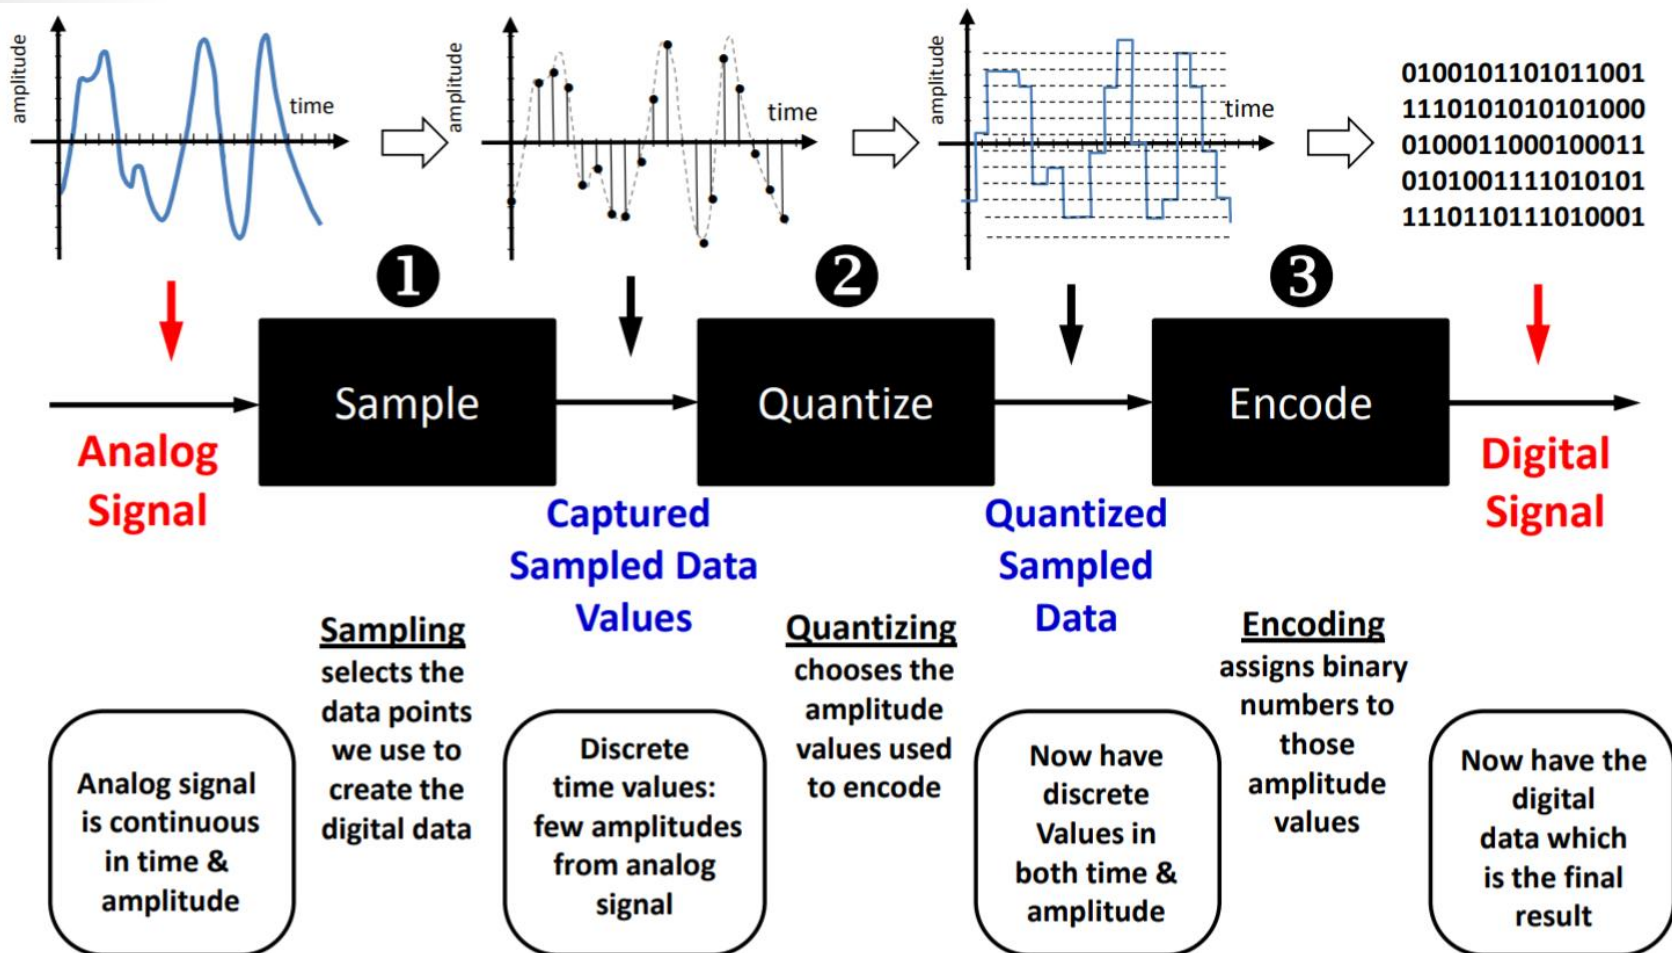 amplitude
time
amplitude
time
amplitude
time
0100101101011001
1110101010101000
0100011000100011
0101001111010101
1110110111010001
1
2
3
Sample
Quantize
Encode
Analog
Signal
Captured
Sampled Data
Values
Quantized
Sampled
Data
Digital
Signal
Sampling
selects the
data points
we use to
create the
digital data
Quantizing
chooses the
amplitude
values used
to encode
Encoding
assigns binary
numbers to
those
amplitude
values
Analog signal
is continuous
in time &
amplitude
Discrete
time values:
few amplitudes
from analog
signal
Now have
discrete
Values in
both time &
amplitude
Now have the
digital
data which
is the final
result